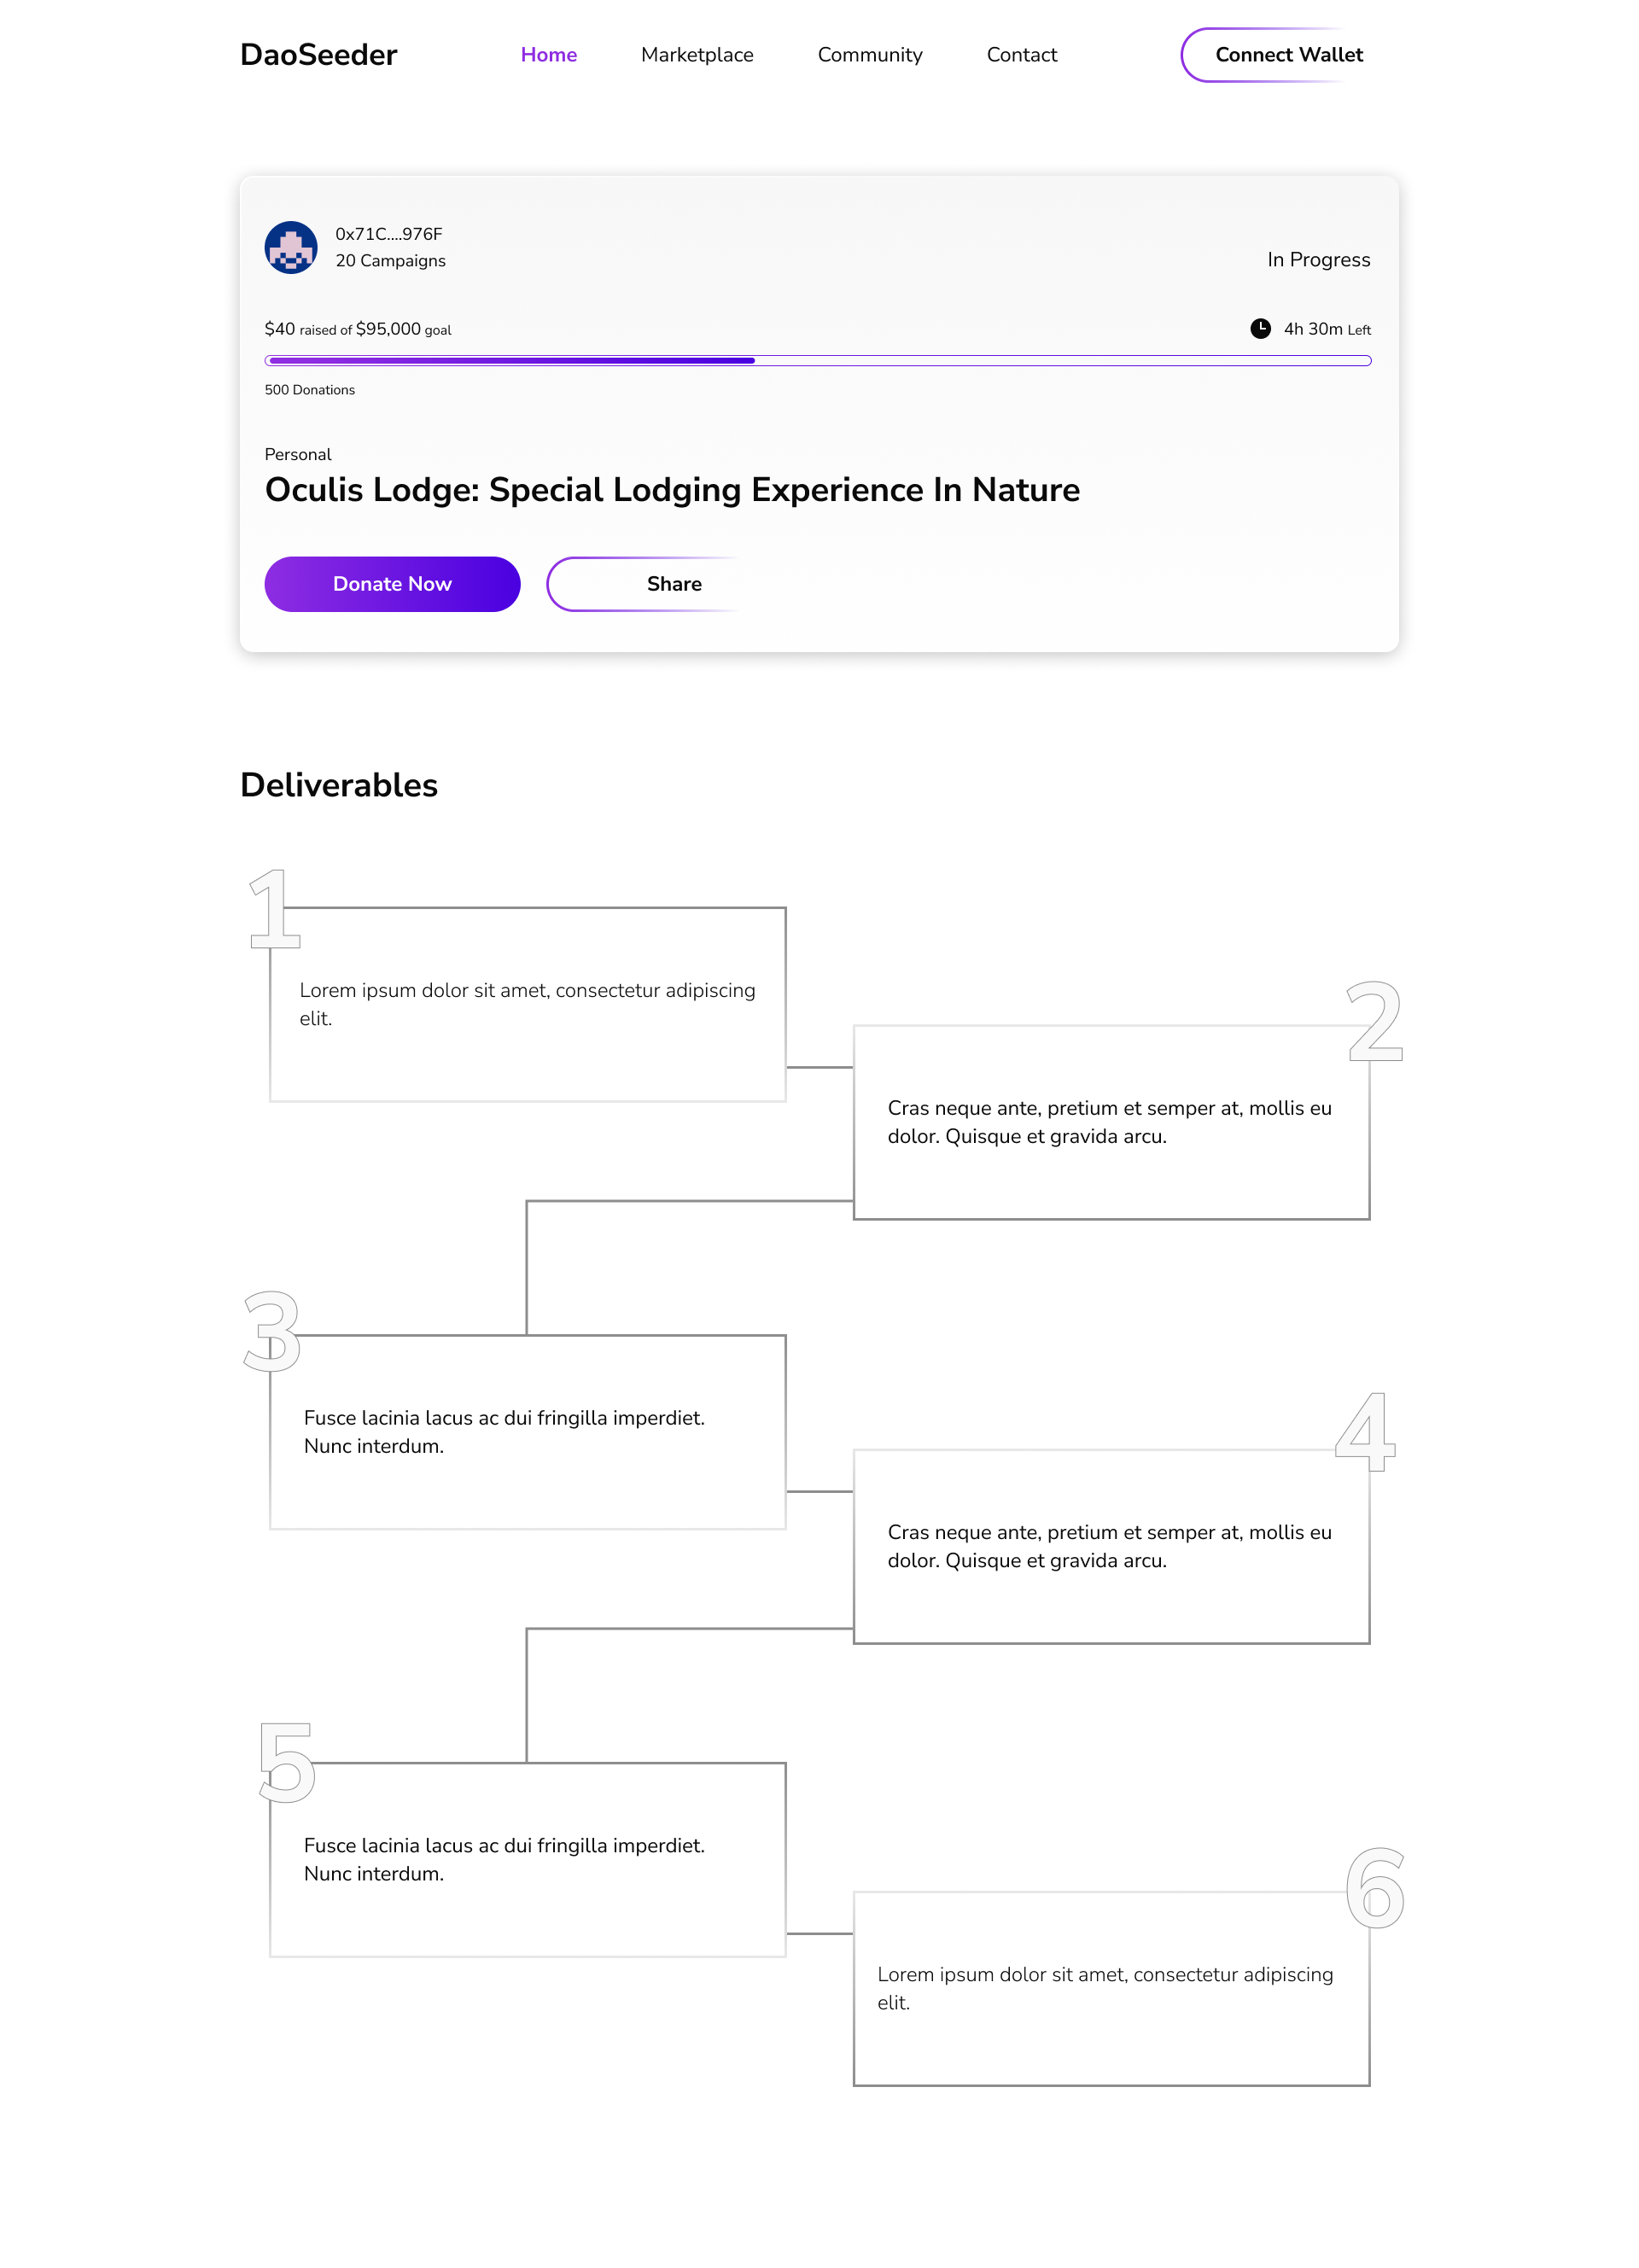 DaoSeeder
Home
Marketplace
Community
Contact
Connect Wallet
0x71C....976F
20 Campaigns
In Progress
$40 raised of $95,000 goal
4h 30m Left
500 Donations
Personal
Oculis Lodge: Special Lodging Experience In Nature
Donate Now
Share
Deliverables
1
Lorem ipsum dolor sit amet, consectetur adipiscing
elit.
2
Cras neque ante, pretium et semper at, mollis eu
dolor. Quisque et gravida arcu.
3
Fusce lacinia lacus ac dui fringilla imperdiet.
Nunc interdum.
4
Cras neque ante, pretium et semper at, mollis eu
dolor. Quisque et gravida arcu.
5
Fusce lacinia lacus ac dui fringilla imperdiet.
Nunc interdum.
6
Lorem ipsum dolor sit amet, consectetur adipiscing
elit.